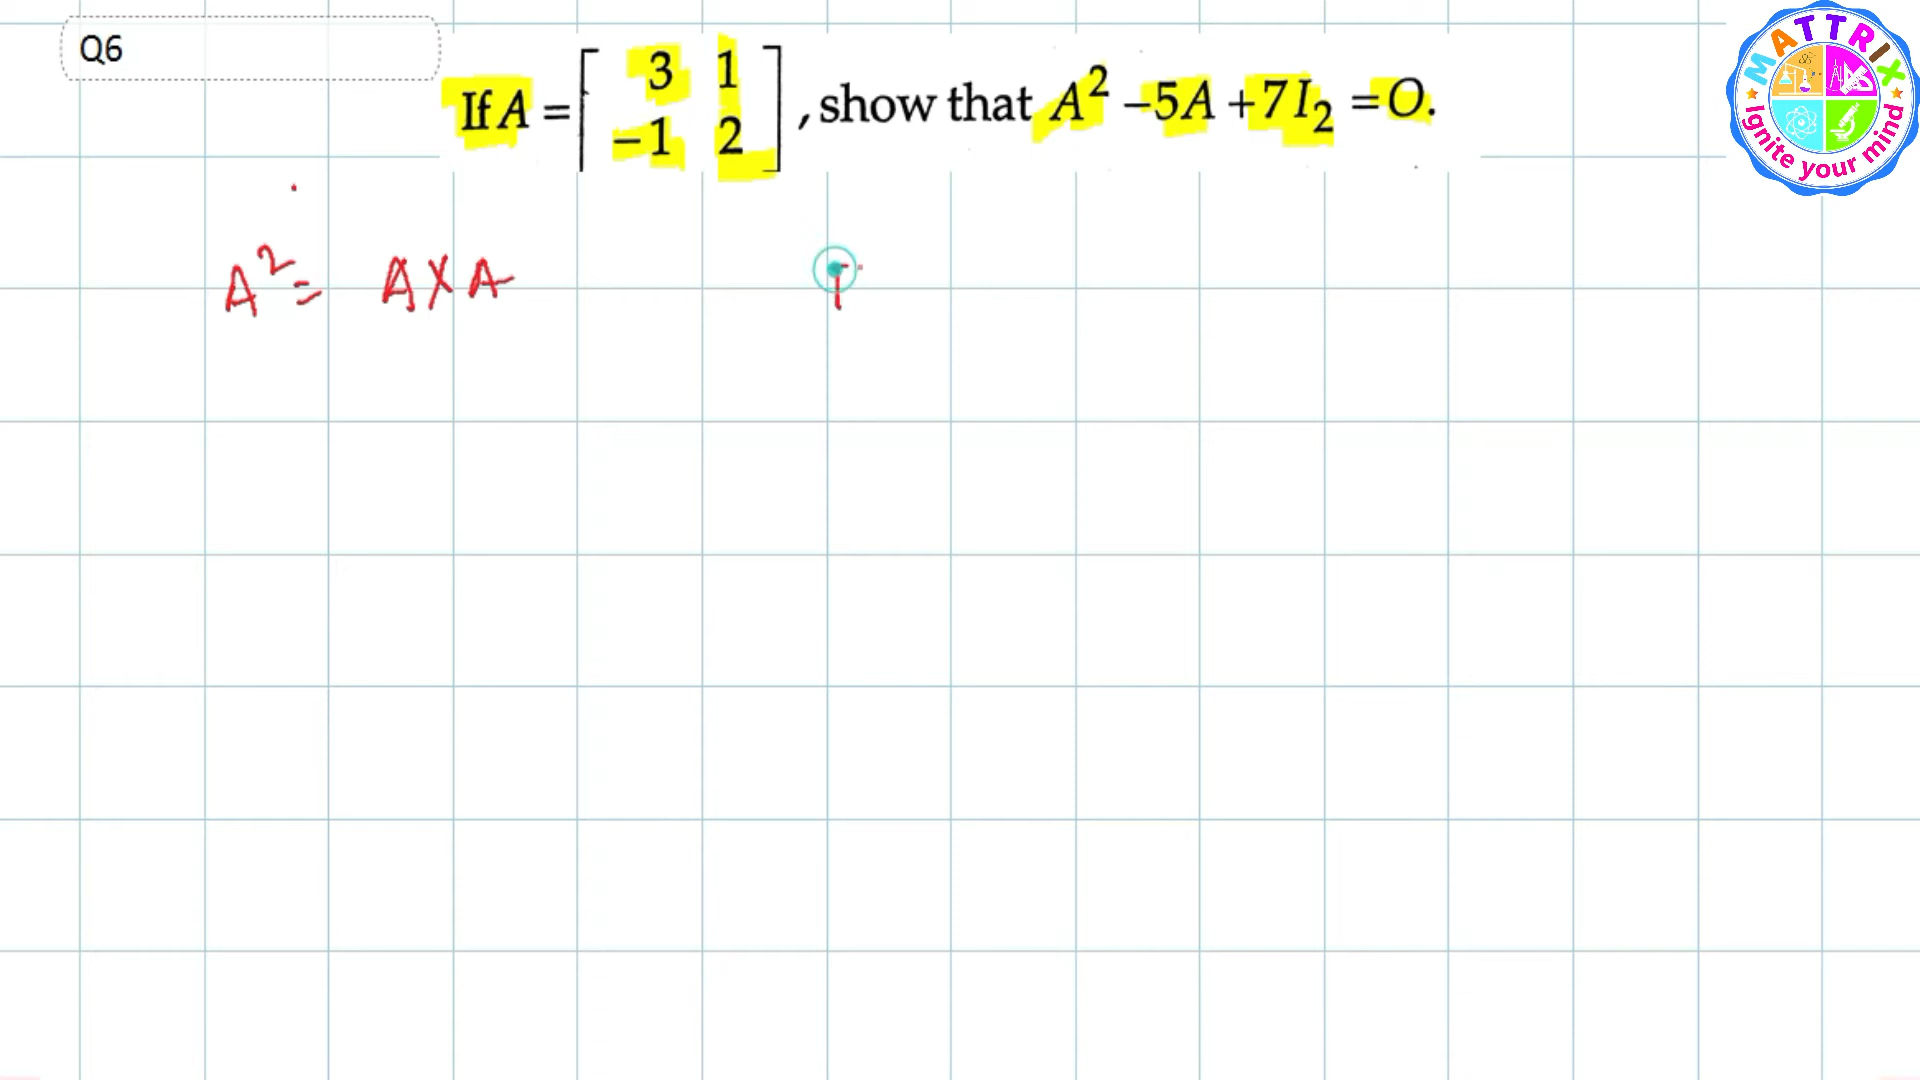 Q6
If A = [ 3 1 ; −1 2 ], show that A² −5A +7I₂ = O.
A² = A X A
MATTRIX
Ignite your mind